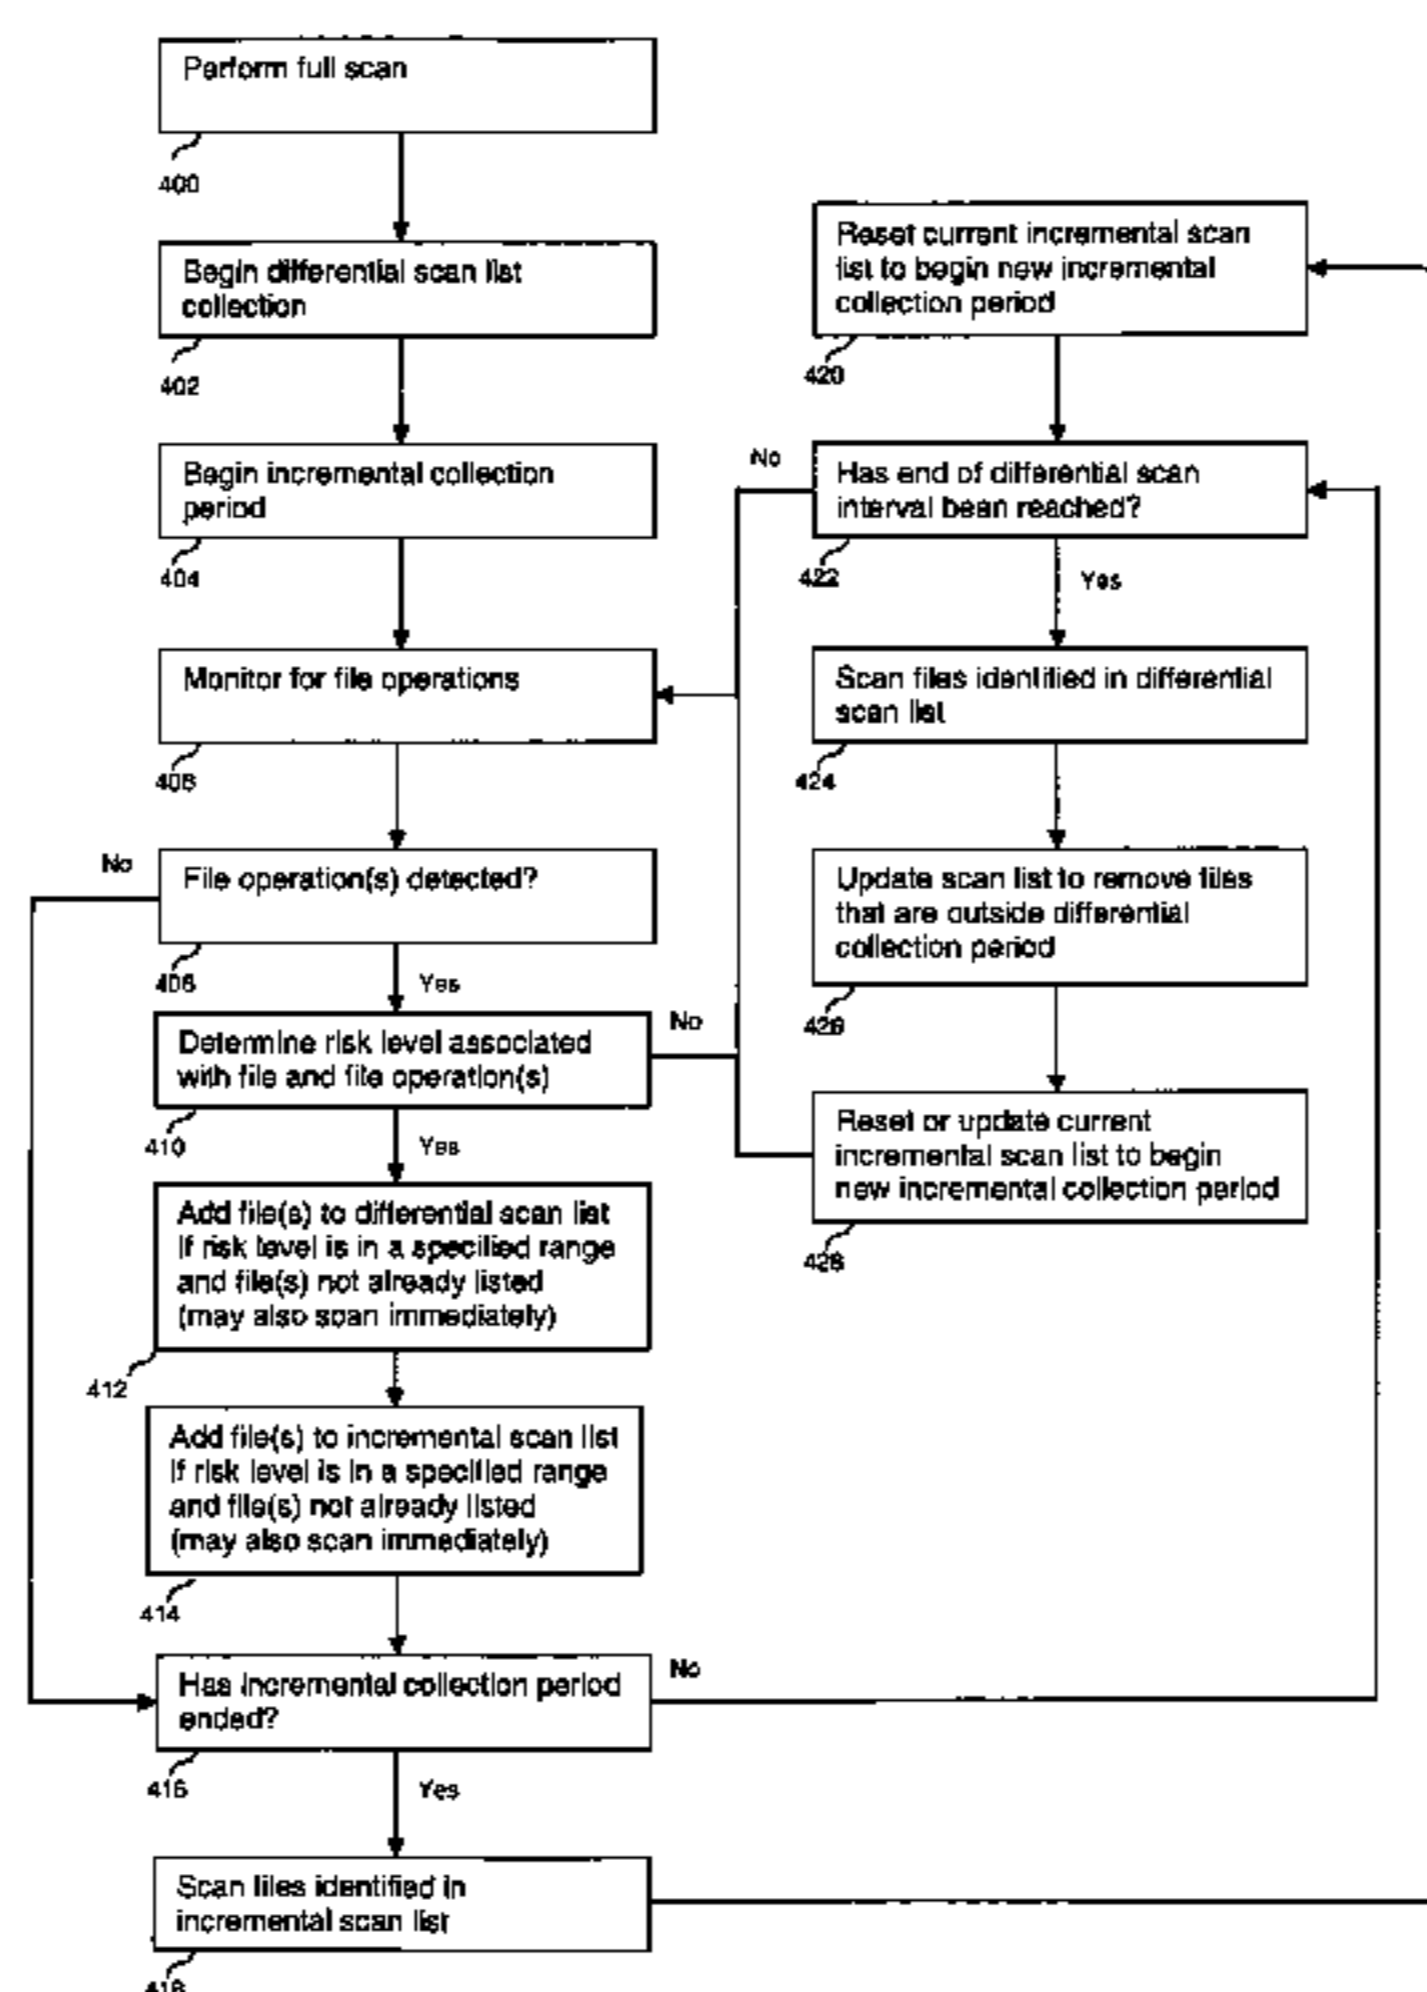 Perform full scan
400
Begin differential scan list
collection
402
Begin incremental collection
period
404
Monitor for file operations
406
No
File operation(s) detected?
408
Yes
Determine risk level associated
with file and file operation(s)
No
410
Yes
Add file(s) to differential scan list
if risk level is in a specified range
and file(s) not already listed
(may also scan immediately)
412
Add file(s) to incremental scan list
if risk level is in a specified range
and file(s) not already listed
(may also scan immediately)
414
Has incremental collection period
ended?
No
416
Yes
Scan files identified in
incremental scan list
418
Reset current incremental scan
list to begin new incremental
collection period
420
No
Has end of differential scan
interval been reached?
422
Yes
Scan files identified in differential
scan list
424
Update scan list to remove files
that are outside differential
collection period
426
Reset or update current
incremental scan list to begin
new incremental collection period
428